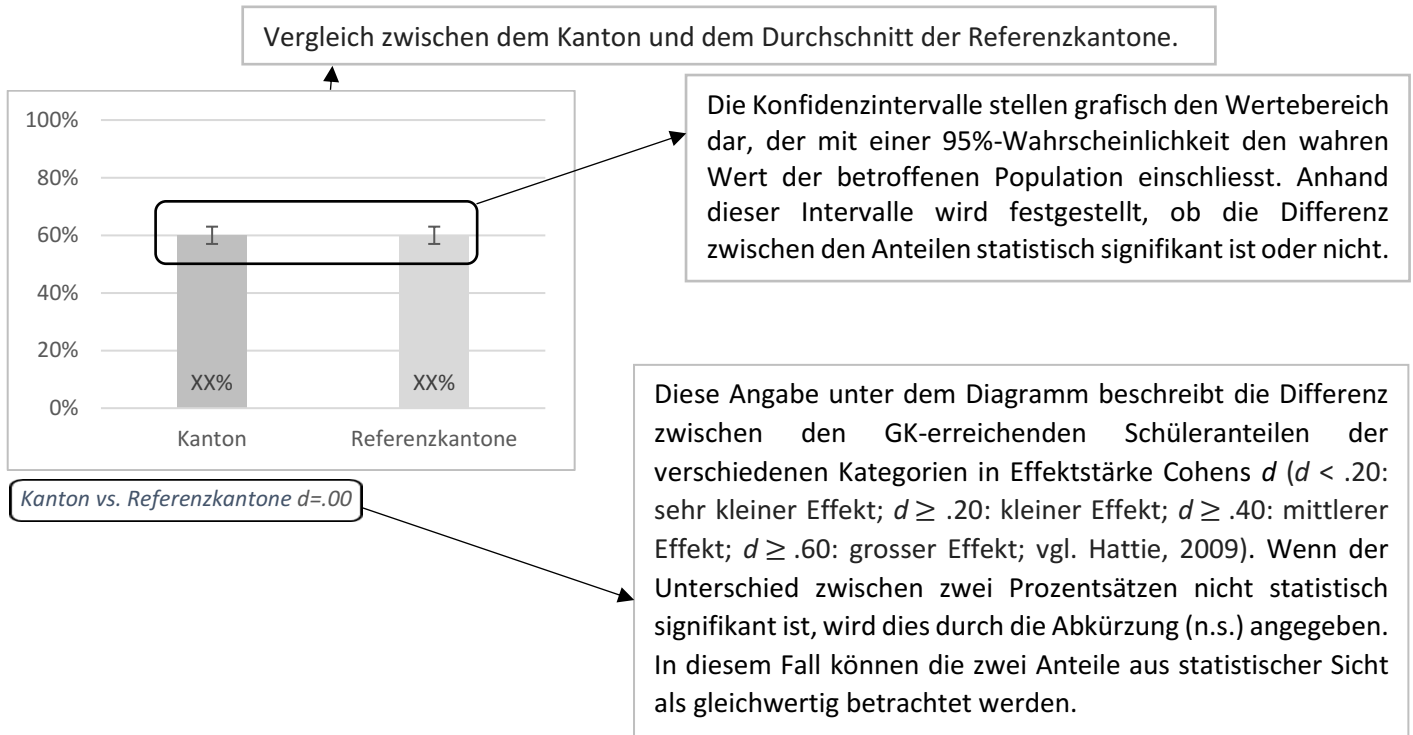 Vergleich zwischen dem Kanton und dem Durchschnitt der Referenzkantone.
100%
80%
60%
40%
20%
0%
XX%
XX%
Kanton
Referenzkantone
Kanton vs. Referenzkantone d=.00
Die Konfidenzintervalle stellen grafisch den Wertebereich
dar, der mit einer 95%-Wahrscheinlichkeit den wahren
Wert der betroffenen Population einschliesst. Anhand
dieser Intervalle wird festgestellt, ob die Differenz
zwischen den Anteilen statistisch signifikant ist oder nicht.
Diese Angabe unter dem Diagramm beschreibt die Differenz
zwischen den GK-erreichenden Schüleranteilen der
verschiedenen Kategorien in Effektstärke Cohens d (d < .20:
sehr kleiner Effekt; d ≥ .20: kleiner Effekt; d ≥ .40: mittlerer
Effekt; d ≥ .60: grosser Effekt; vgl. Hattie, 2009). Wenn der
Unterschied zwischen zwei Prozentsätzen nicht statistisch
signifikant ist, wird dies durch die Abkürzung (n.s.) angegeben.
In diesem Fall können die zwei Anteile aus statistischer Sicht
als gleichwertig betrachtet werden.